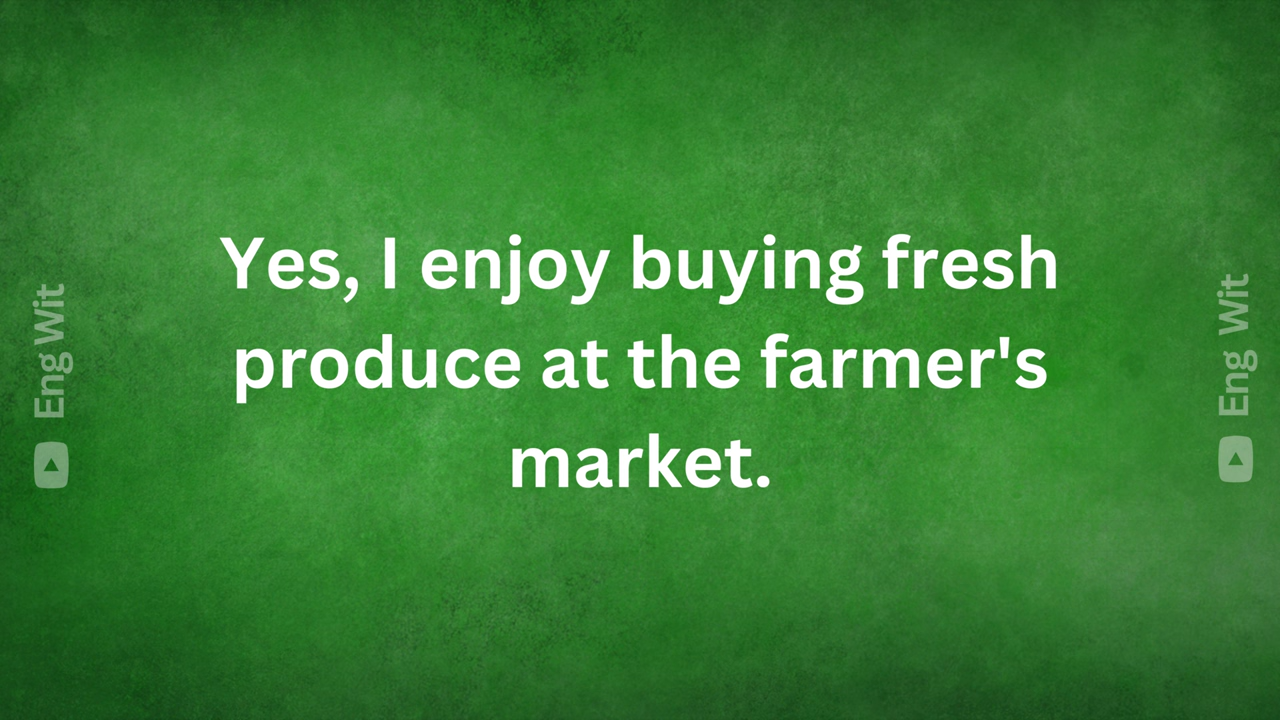 Yes, I enjoy buying fresh
produce at the farmer's
market.
Eng Wit
Eng Wit